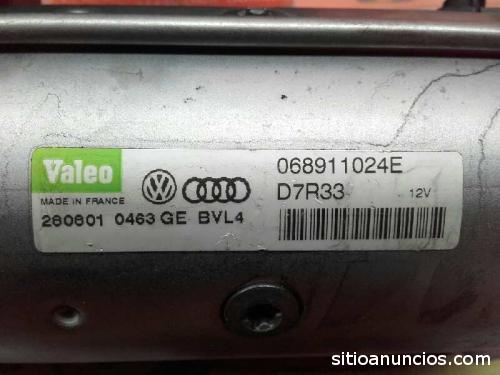 Valeo
MADE IN FRANCE
068911024E
D7R33 12V
260601 0463 GE BVL4
sitioanuncios.com